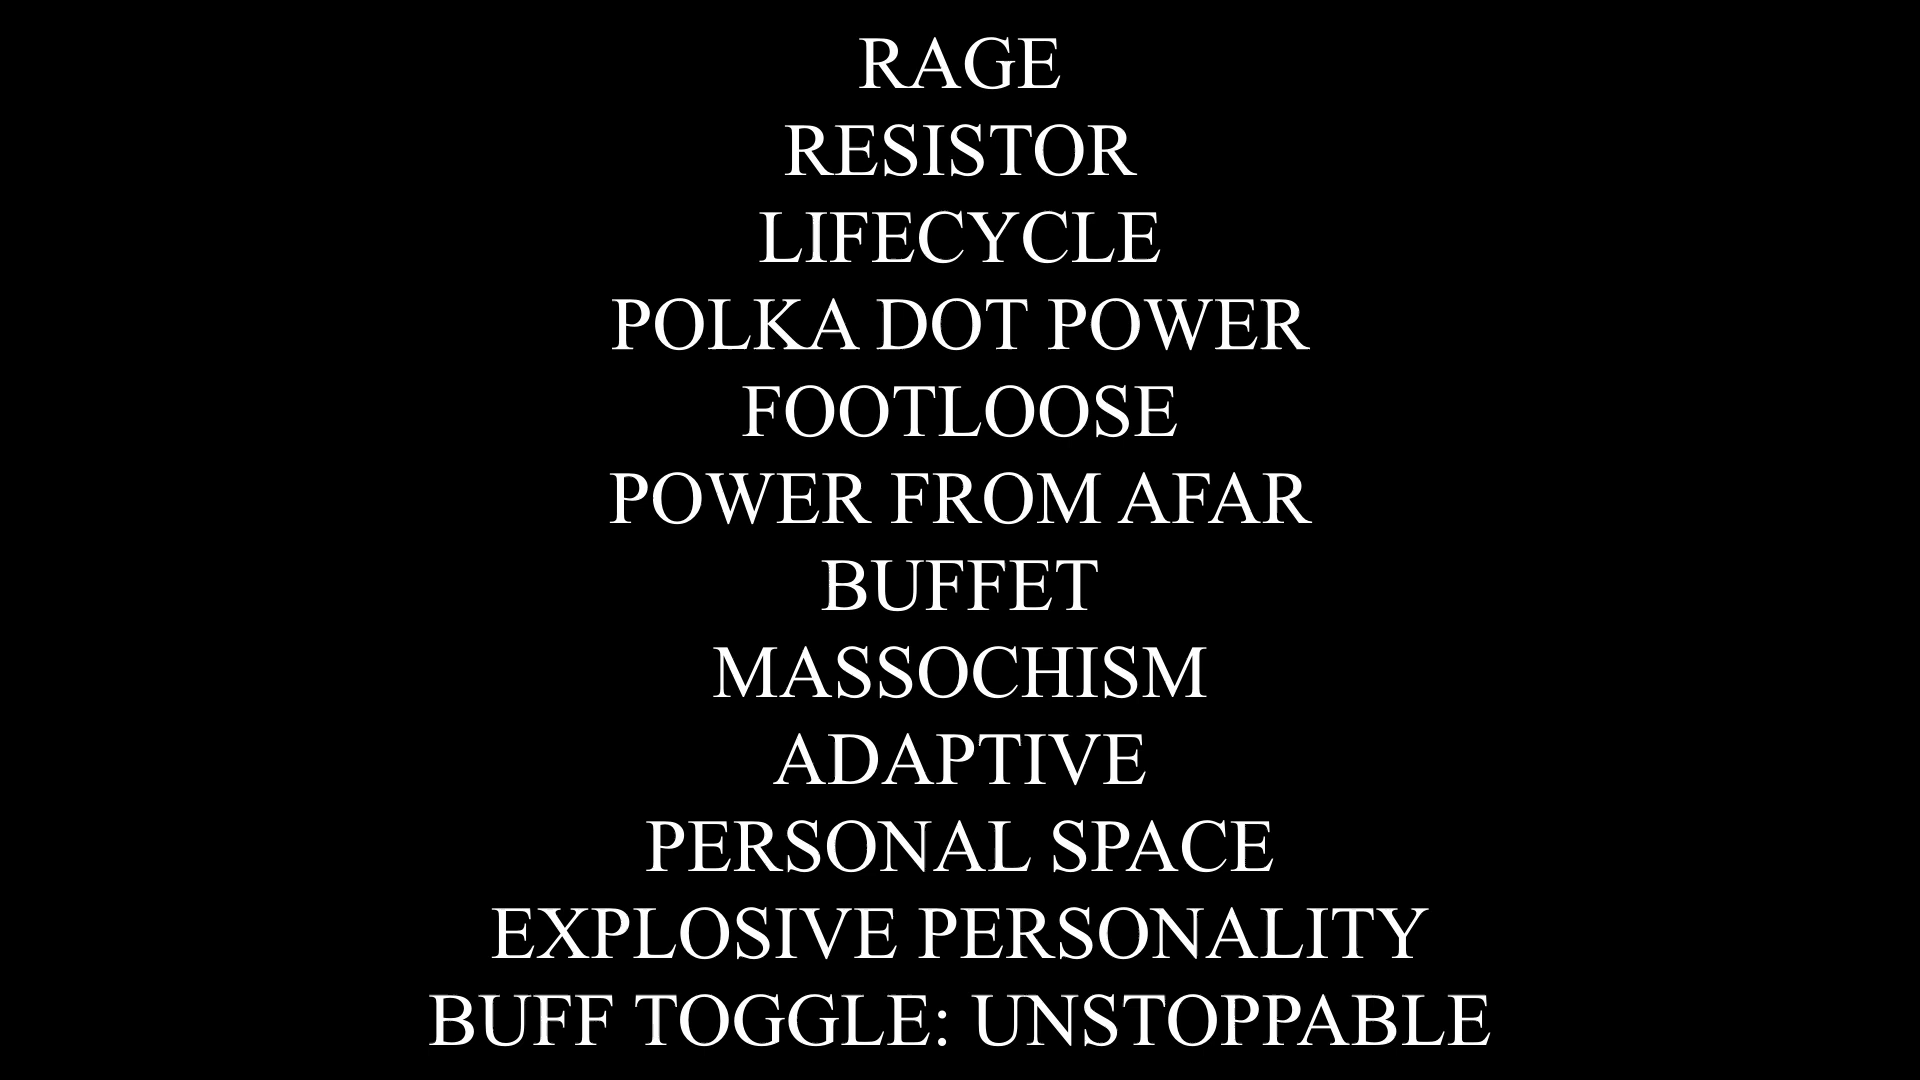 RAGE
RESISTOR
LIFECYCLE
POLKA DOT POWER
FOOTLOOSE
POWER FROM AFAR
BUFFET
MASSOCHISM
ADAPTIVE
PERSONAL SPACE
EXPLOSIVE PERSONALITY
BUFF TOGGLE: UNSTOPPABLE